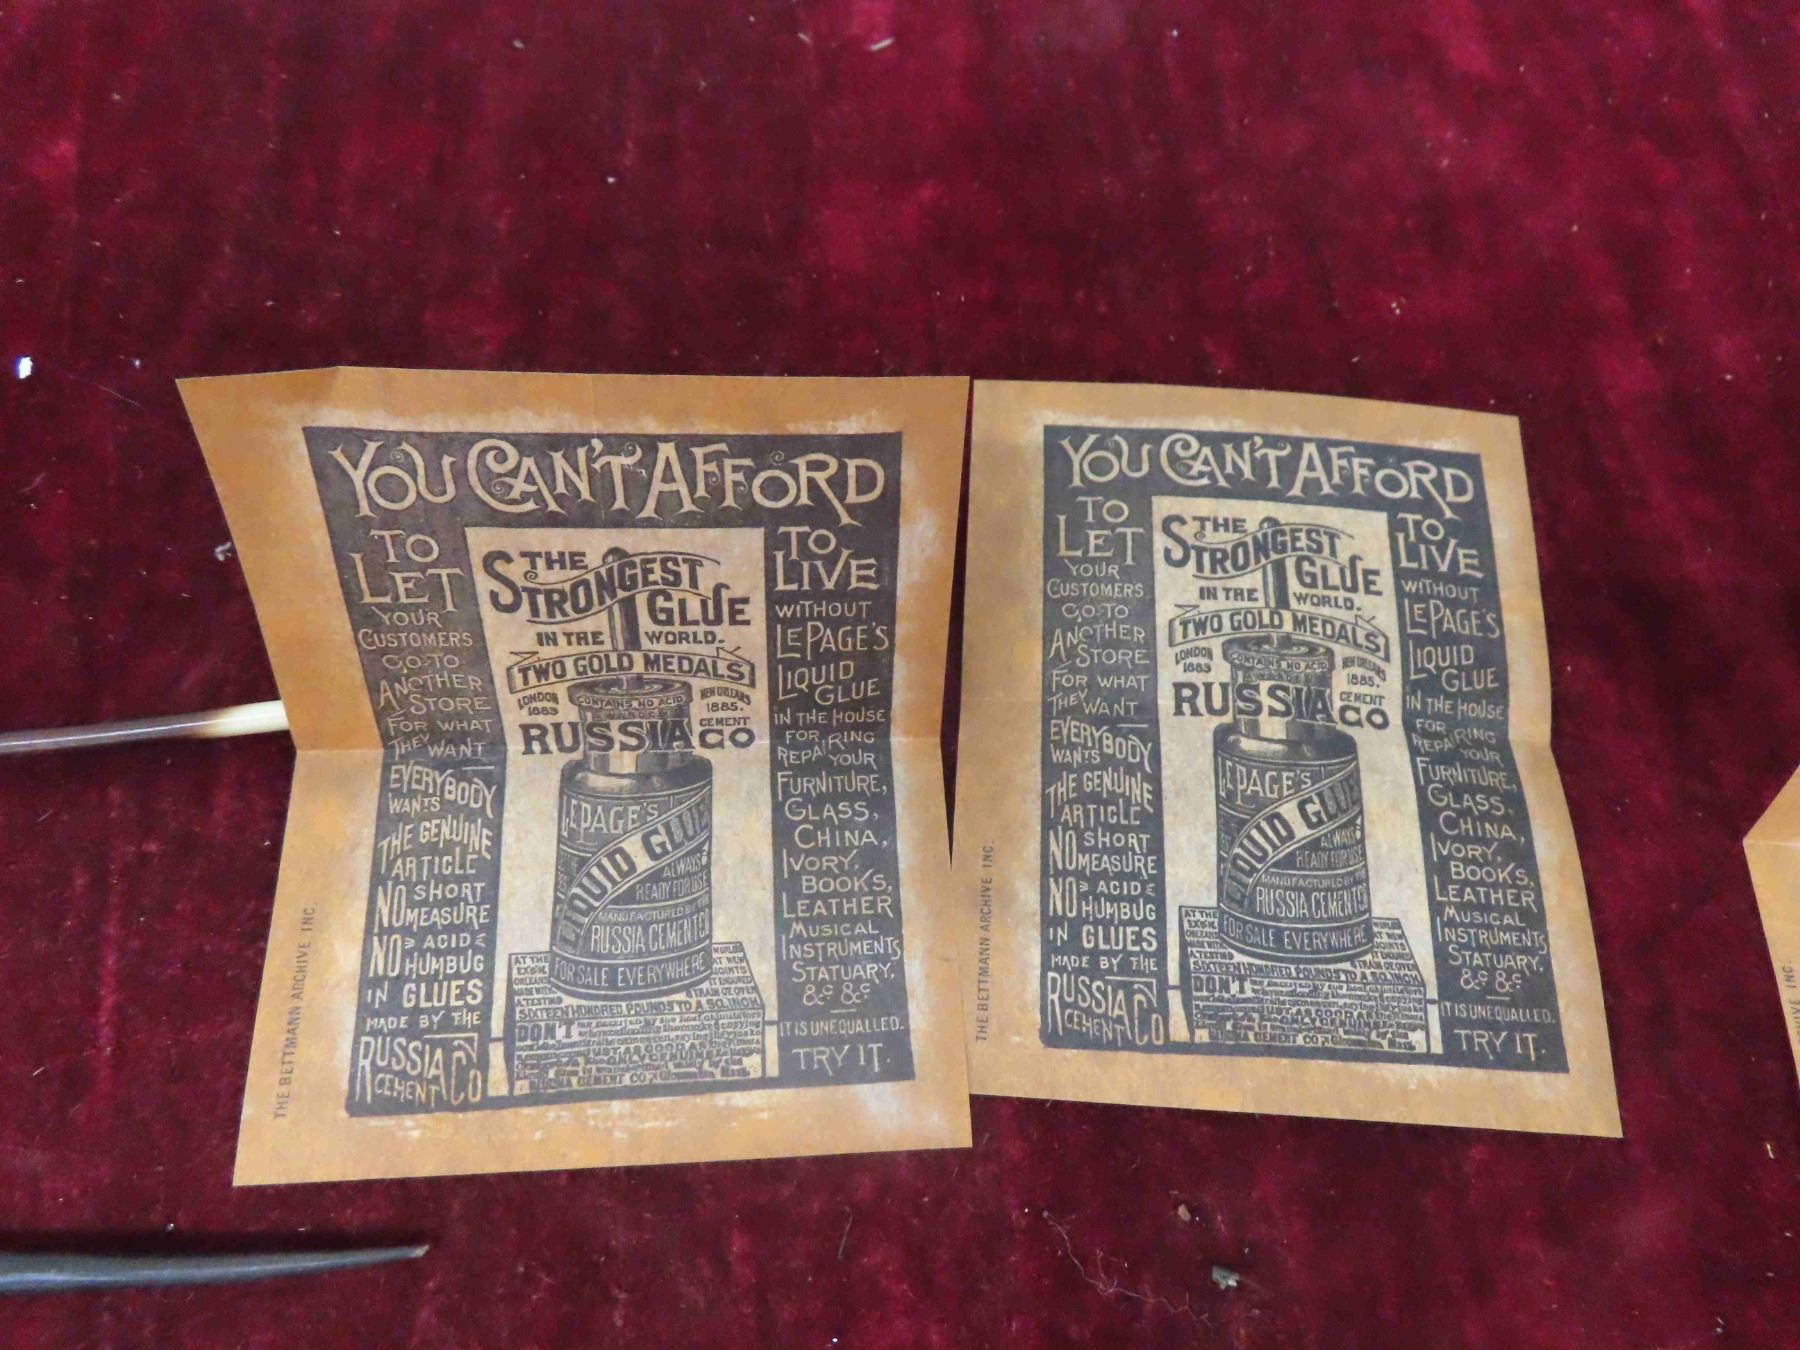 YOU CAN'T AFFORD
TO
LET
YOUR
CUSTOMERS
GO·TO
ANOTHER
STORE
FOR WHAT
THEY WANT
EVERYBODY
WANTS
THE GENUINE
ARTICLE
NO SHORT
MEASURE
NO ACID
HUMBUG
IN GLUES
MADE BY THE
RUSSIA
CEMENT CO
THE
STRONGEST
GLUE
IN THE WORLD.
TWO GOLD MEDALS
LONDON
1883
NEW ORLEANS
1885.
CONTAINS NO ACID
RUSSIA CEMENT CO
LEPAGE'S
LIQUID GLUE
ALWAYS
READY FOR USE
MANUFACTURED BY THE
RUSSIA CEMENT CO
FOR SALE EVERYWHERE
AT THE
SIXTEEN HUNDRED POUNDS TO A SQ. INCH
DON'T
RUSSIA CEMENT CO
TO
LIVE
WITHOUT
LEPAGE'S
LIQUID
GLUE
IN THE HOUSE
FOR
REPAIRING
YOUR
FURNITURE,
GLASS,
CHINA,
IVORY,
BOOKS,
LEATHER
MUSICAL
INSTRUMENTS
STATUARY,
&c &c
IT IS UNEQUALLED.
TRY IT.
THE BETTMANN ARCHIVE INC.
YOU CAN'T AFFORD
TO
LET
YOUR
CUSTOMERS
GO·TO
ANOTHER
STORE
FOR WHAT
THEY WANT
EVERYBODY
WANTS
THE GENUINE
ARTICLE
NO SHORT
MEASURE
NO ACID
HUMBUG
IN GLUES
MADE BY THE
RUSSIA
CEMENT CO
THE
STRONGEST
GLUE
IN THE WORLD.
TWO GOLD MEDALS
LONDON
1883
NEW ORLEANS
1885.
CONTAINS NO ACID
RUSSIA CEMENT CO
LEPAGE'S
LIQUID GLUE
ALWAYS
READY FOR USE
MANUFACTURED BY THE
RUSSIA CEMENT CO
FOR SALE EVERYWHERE
AT THE
SIXTEEN HUNDRED POUNDS TO A SQ. INCH
DON'T
RUSSIA CEMENT CO
TO
LIVE
WITHOUT
LEPAGE'S
LIQUID
GLUE
IN THE HOUSE
FOR
REPAIRING
YOUR
FURNITURE,
GLASS,
CHINA,
IVORY,
BOOKS,
LEATHER
MUSICAL
INSTRUMENTS
STATUARY,
&c &c
IT IS UNEQUALLED.
TRY IT.
THE BETTMANN ARCHIVE INC.
INC.